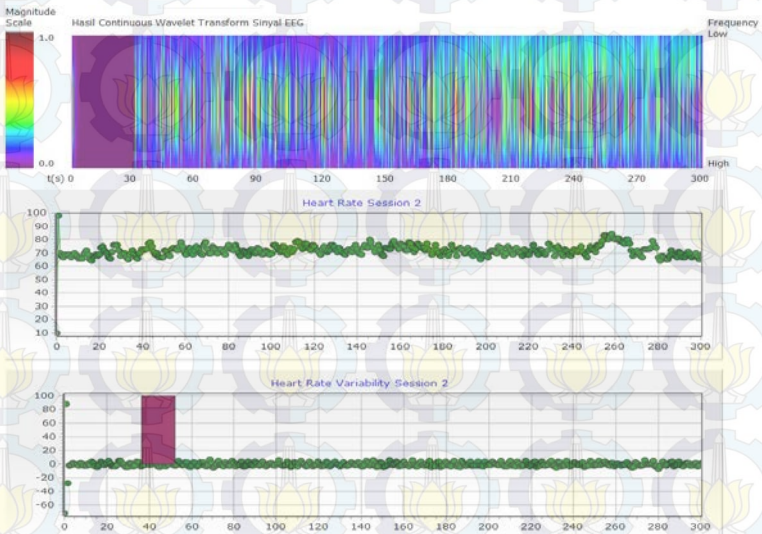 Magnitude
Scale
Hasil Continuous Wavelet Transform Sinyal EEG
Frequency
Low
1.0
0.0
High
t(s) 0 30 60 90 120 150 180 210 240 270 300
Heart Rate Session 2
100
90
80
70
60
50
40
30
20
10
0 20 40 60 80 100 120 140 160 180 200 220 240 260 280 300
Heart Rate Variability Session 2
100
80
60
40
20
0
-20
-40
-60
0 20 40 60 80 100 120 140 160 180 200 220 240 260 280 300